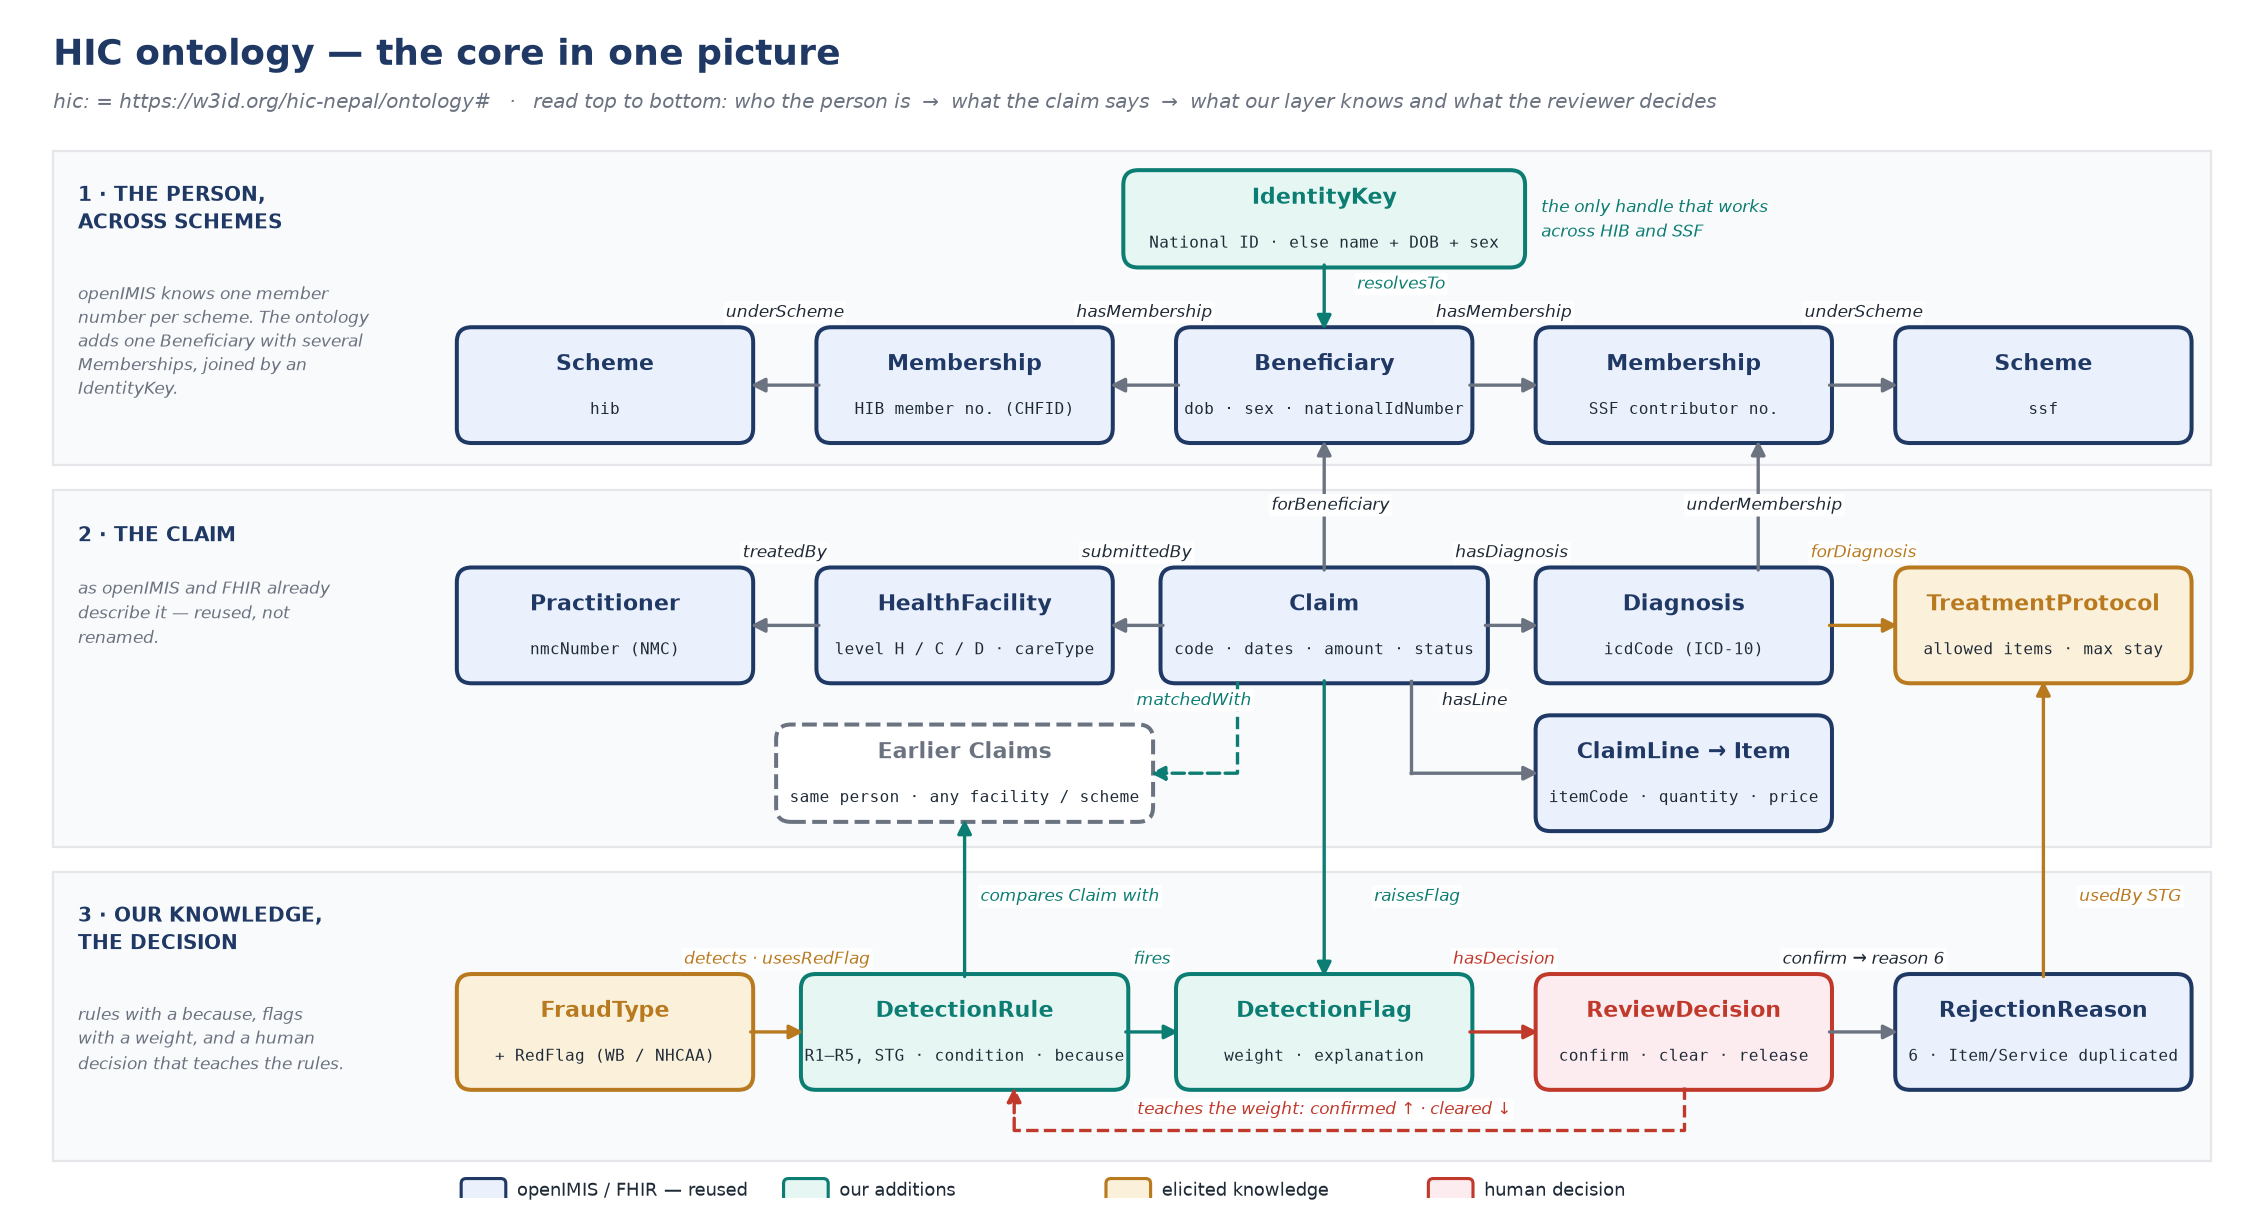 HIC ontology — the core in one picture
hic: = https://w3id.org/hic-nepal/ontology#   ·   read top to bottom: who the person is → what the claim says → what our layer knows and what the reviewer decides
1 · THE PERSON,
ACROSS SCHEMES
openIMIS knows one member
number per scheme. The ontology
adds one Beneficiary with several
Memberships, joined by an
IdentityKey.
IdentityKey
National ID · else name + DOB + sex
the only handle that works
across HIB and SSF
resolvesTo
underScheme
hasMembership
hasMembership
underScheme
Scheme
hib
Membership
HIB member no. (CHFID)
Beneficiary
dob · sex · nationalIdNumber
Membership
SSF contributor no.
Scheme
ssf
2 · THE CLAIM
as openIMIS and FHIR already
describe it — reused, not
renamed.
forBeneficiary
underMembership
treatedBy
submittedBy
hasDiagnosis
forDiagnosis
Practitioner
nmcNumber (NMC)
HealthFacility
level H / C / D · careType
Claim
code · dates · amount · status
Diagnosis
icdCode (ICD-10)
TreatmentProtocol
allowed items · max stay
matchedWith
hasLine
Earlier Claims
same person · any facility / scheme
ClaimLine → Item
itemCode · quantity · price
3 · OUR KNOWLEDGE,
THE DECISION
rules with a because, flags
with a weight, and a human
decision that teaches the rules.
compares Claim with
raisesFlag
usedBy STG
detects · usesRedFlag
fires
hasDecision
confirm → reason 6
FraudType
+ RedFlag (WB / NHCAA)
DetectionRule
R1–R5, STG · condition · because
DetectionFlag
weight · explanation
ReviewDecision
confirm · clear · release
RejectionReason
6 · Item/Service duplicated
teaches the weight: confirmed ↑ · cleared ↓
openIMIS / FHIR — reused
our additions
elicited knowledge
human decision